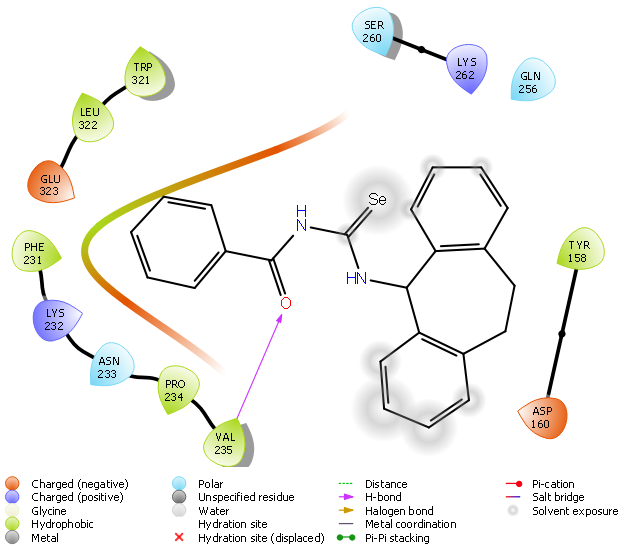 SER
260
LYS
262
GLN
256
TRP
321
LEU
322
GLU
323
PHE
231
LYS
232
ASN
233
PRO
234
VAL
235
TYR
158
ASP
160
H
N
Se
HN
O
Charged (negative)
Charged (positive)
Glycine
Hydrophobic
Metal
Polar
Unspecified residue
Water
Hydration site
Hydration site (displaced)
Distance
H-bond
Halogen bond
Metal coordination
Pi-Pi stacking
Pi-cation
Salt bridge
Solvent exposure